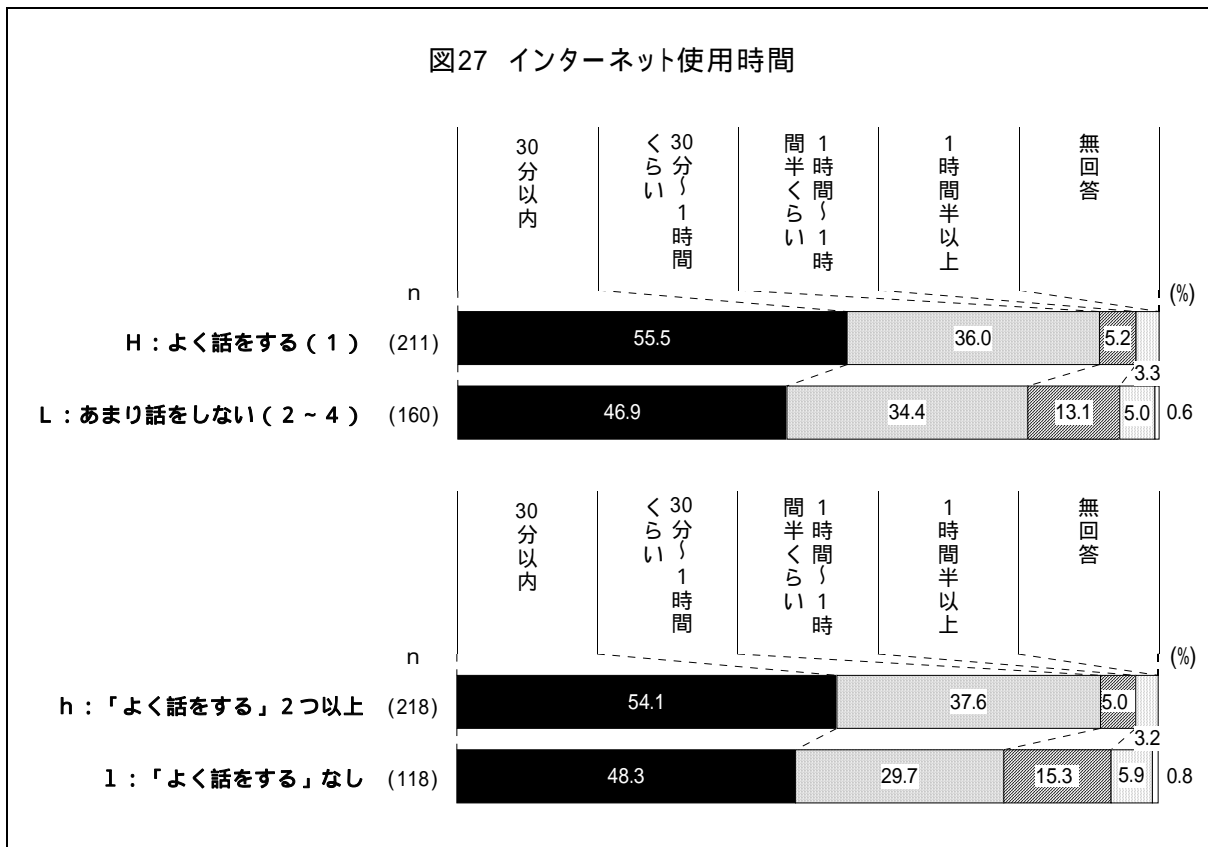 図27 インターネット使用時間
30分以内
30分~1時間くらい
1時間~1時間半くらい
1時間半以上
無回答
n
(%)
H:よく話をする(1) (211) 55.5 36.0 5.2 3.3
L:あまり話をしない(2~4) (160) 46.9 34.4 13.1 5.0 0.6
30分以内
30分~1時間くらい
1時間~1時間半くらい
1時間半以上
無回答
n
(%)
h:「よく話をする」2つ以上 (218) 54.1 37.6 5.0 3.2
l:「よく話をする」なし (118) 48.3 29.7 15.3 5.9 0.8